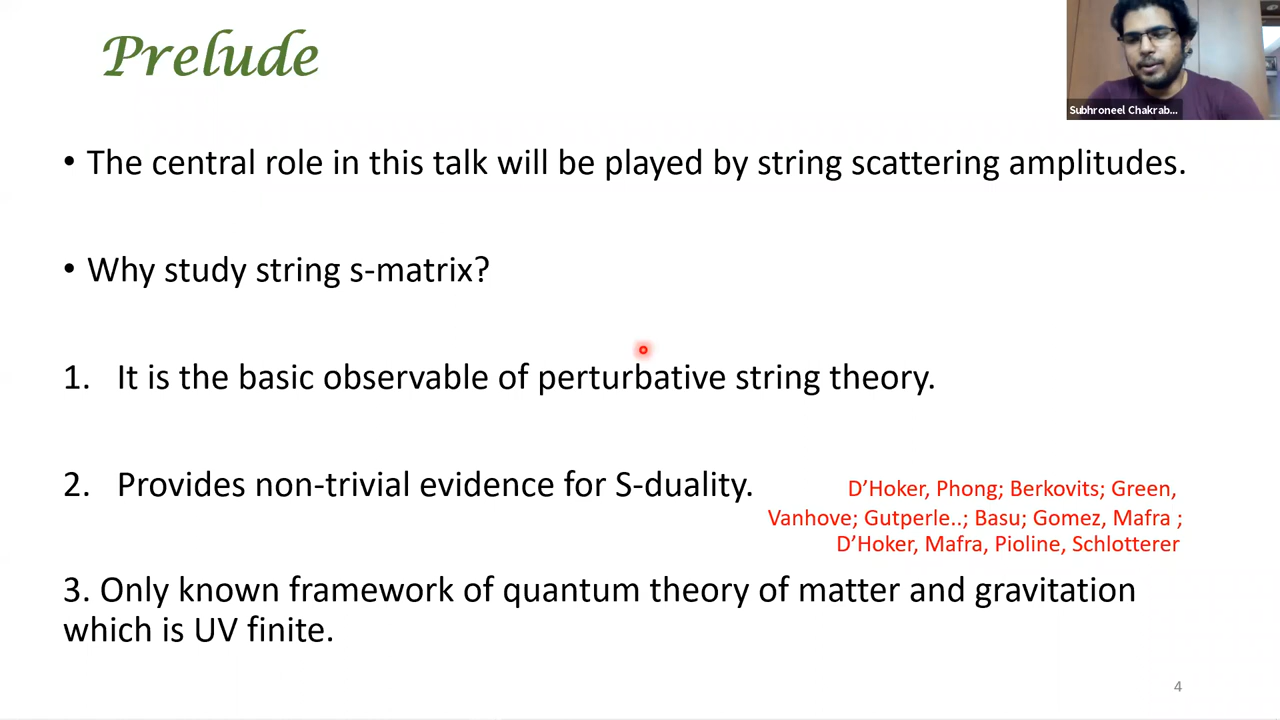 Prelude
Subhroneel Chakrab...
• The central role in this talk will be played by string scattering amplitudes.
• Why study string s-matrix?
1. It is the basic observable of perturbative string theory.
2. Provides non-trivial evidence for S-duality.
D’Hoker, Phong; Berkovits; Green,
Vanhove; Gutperle..; Basu; Gomez, Mafra ;
D’Hoker, Mafra, Pioline, Schlotterer
3. Only known framework of quantum theory of matter and gravitation
which is UV finite.
4